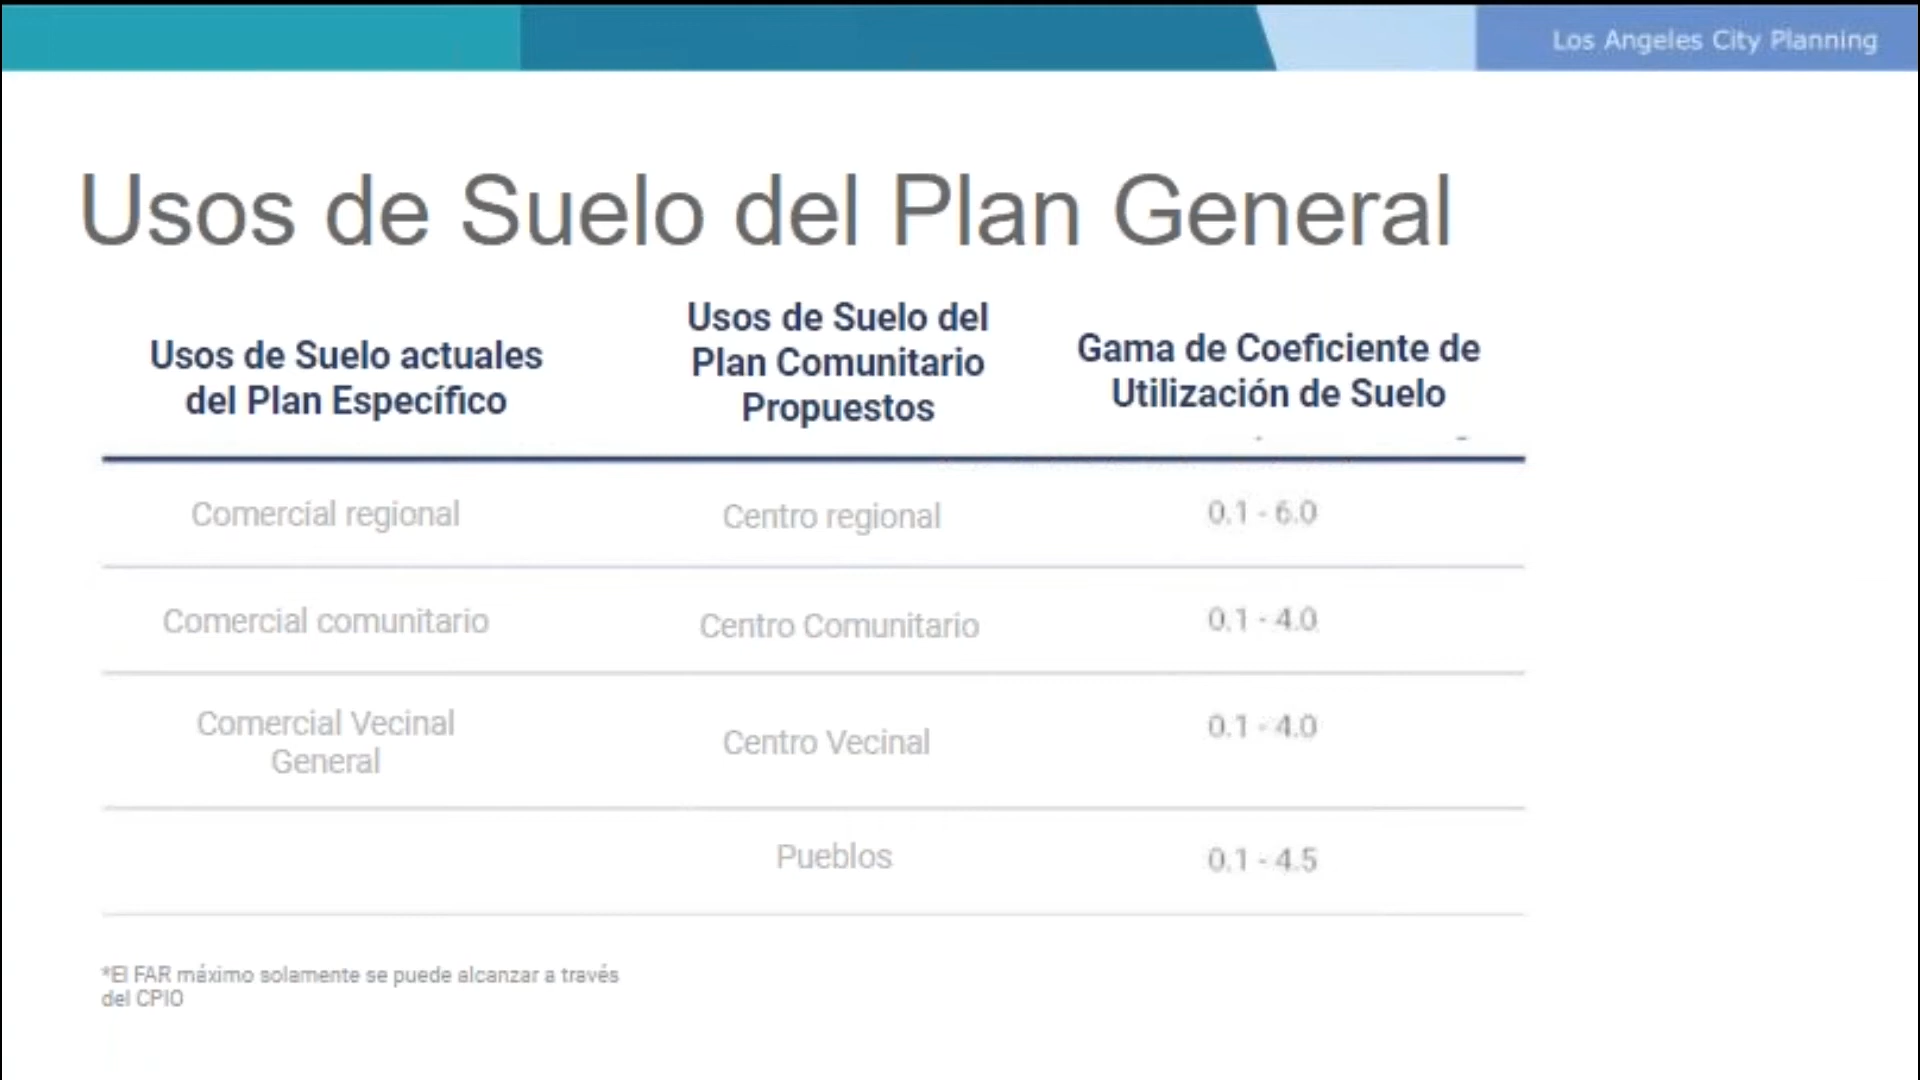 Los Angeles City Planning
Usos de Suelo del Plan General
Usos de Suelo actuales
del Plan Específico
Usos de Suelo del
Plan Comunitario
Propuestos
Gama de Coeficiente de
Utilización de Suelo
Comercial regional
Centro regional
0.1 - 6.0
Comercial comunitario
Centro Comunitario
0.1 - 4.0
Comercial Vecinal
General
Centro Vecinal
0.1 - 4.0
Pueblos
0.1 - 4.5
*El FAR máximo solamente se puede alcanzar a través
del CPIO